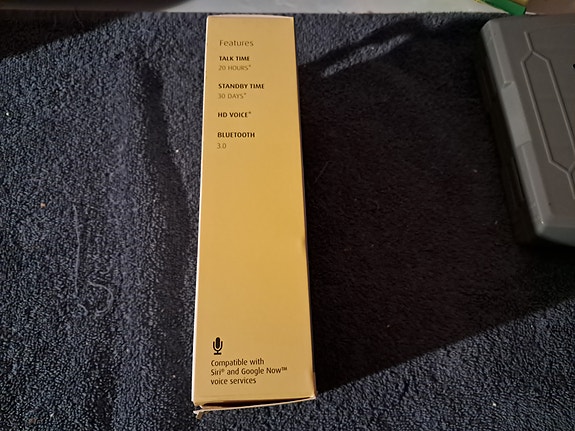 Features
TALK TIME
20 HOURS*
STANDBY TIME
30 DAYS*
HD VOICE*
BLUETOOTH
3.0
Compatible with
Siri® and Google Now™
voice services